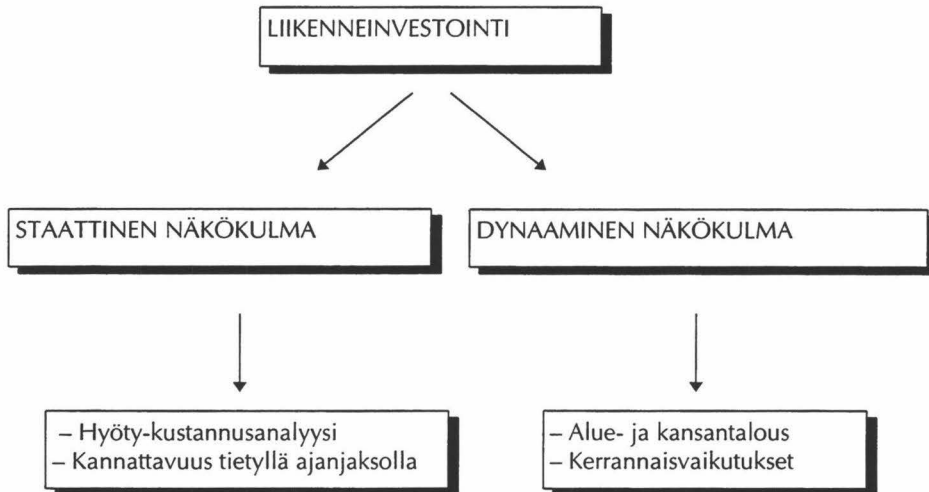 LIIKENNEINVESTOINTI
STAATTINEN NÄKÖKULMA
DYNAAMINEN NÄKÖKULMA
– Hyöty-kustannusanalyysi
– Kannattavuus tietyllä ajanjaksolla
– Alue- ja kansantalous
– Kerrannaisvaikutukset